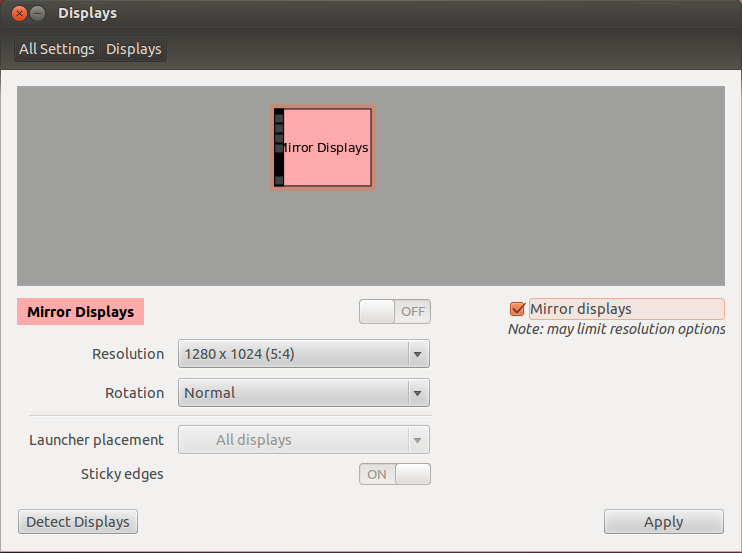 Displays
All Settings Displays
Mirror Displays
Mirror Displays OFF
Mirror displays
Note: may limit resolution options
Resolution 1280 x 1024 (5:4)
Rotation Normal
Launcher placement All displays
Sticky edges ON
Detect Displays Apply